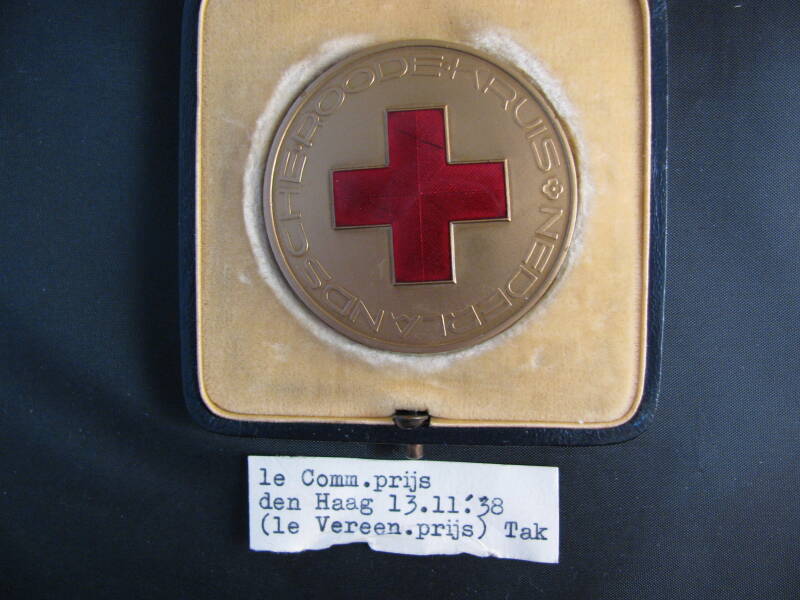 NEDERLANDSCHE·ROODE·KRUIS
1e Comm.prijs
den Haag 13.11.'38
(1e Vereen.prijs) Tak